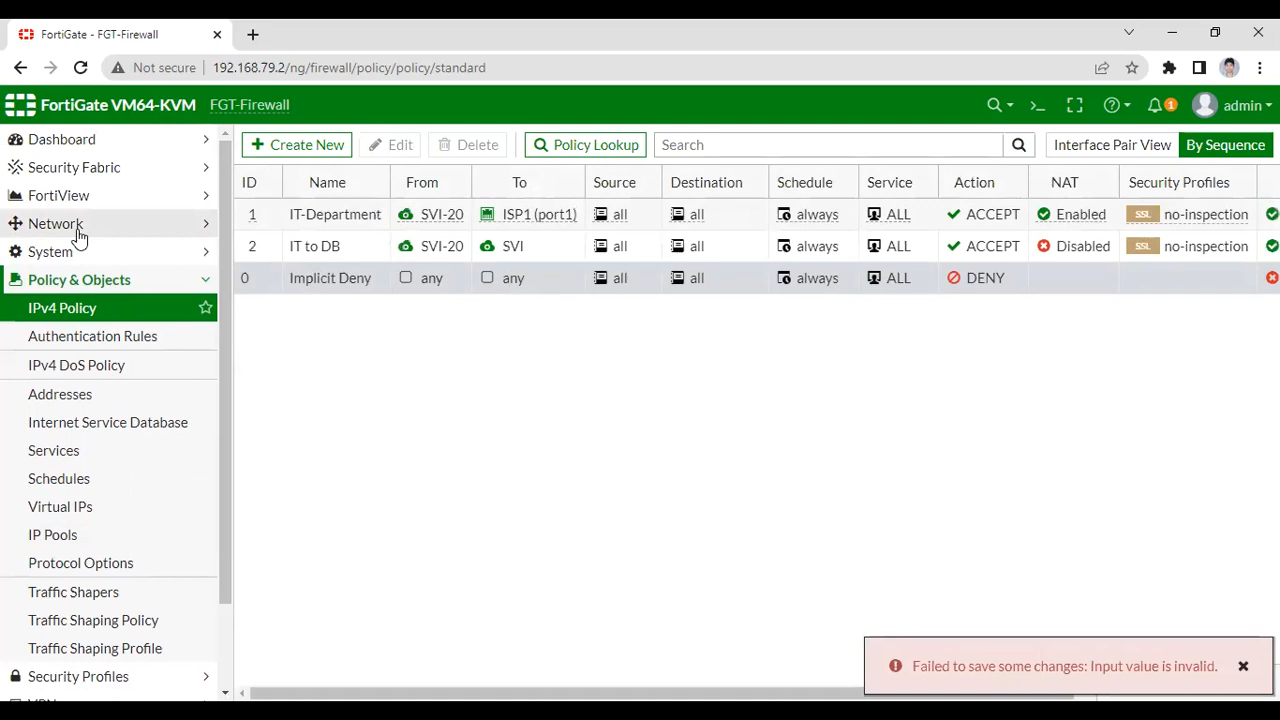 FortiGate - FGT-Firewall
Not secure 192.168.79.2/ng/firewall/policy/policy/standard
FortiGate VM64-KVM FGT-Firewall >_ 1 admin
Dashboard
Security Fabric
FortiView
Network
System
Policy & Objects
IPv4 Policy
Authentication Rules
IPv4 DoS Policy
Addresses
Internet Service Database
Services
Schedules
Virtual IPs
IP Pools
Protocol Options
Traffic Shapers
Traffic Shaping Policy
Traffic Shaping Profile
Security Profiles
Create New Edit Delete Policy Lookup Search Interface Pair View By Sequence
ID Name From To Source Destination Schedule Service Action NAT Security Profiles
1 IT-Department SVI-20 ISP1 (port1) all all always ALL ACCEPT Enabled SSL no-inspection
2 IT to DB SVI-20 SVI all all always ALL ACCEPT Disabled SSL no-inspection
0 Implicit Deny any any all all always ALL DENY
Failed to save some changes: Input value is invalid.